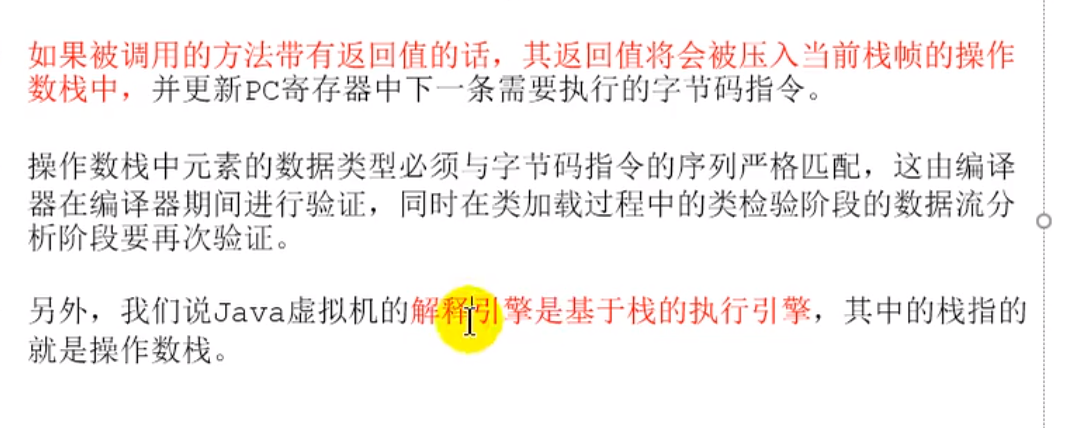 如果被调用的方法带有返回值的话，其返回值将会被压入当前栈帧的操作
数栈中，并更新PC寄存器中下一条需要执行的字节码指令。
操作数栈中元素的数据类型必须与字节码指令的序列严格匹配，这由编译
器在编译器期间进行验证，同时在类加载过程中的类检验阶段的数据流分
析阶段要再次验证。
另外，我们说Java虚拟机的解释引擎是基于栈的执行引擎，其中的栈指的
就是操作数栈。